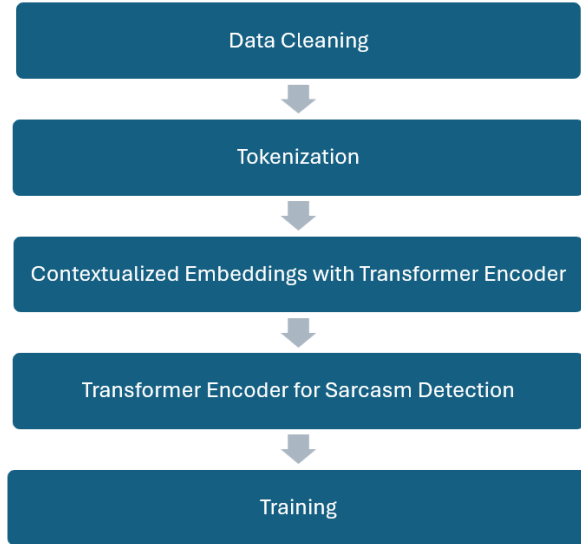 Data Cleaning
Tokenization
Contextualized Embeddings with Transformer Encoder
Transformer Encoder for Sarcasm Detection
Training